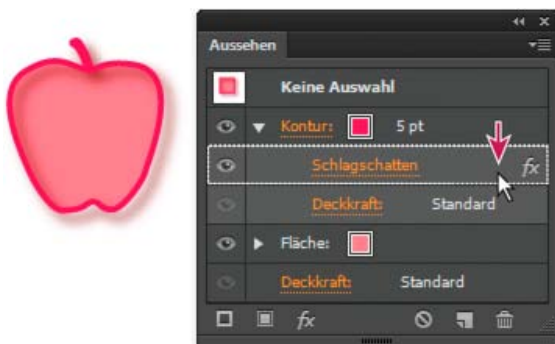 Aussehen
Keine Auswahl
Kontur: 5 pt
Schlagschatten fx
Deckkraft: Standard
Fläche:
Deckkraft: Standard
fx